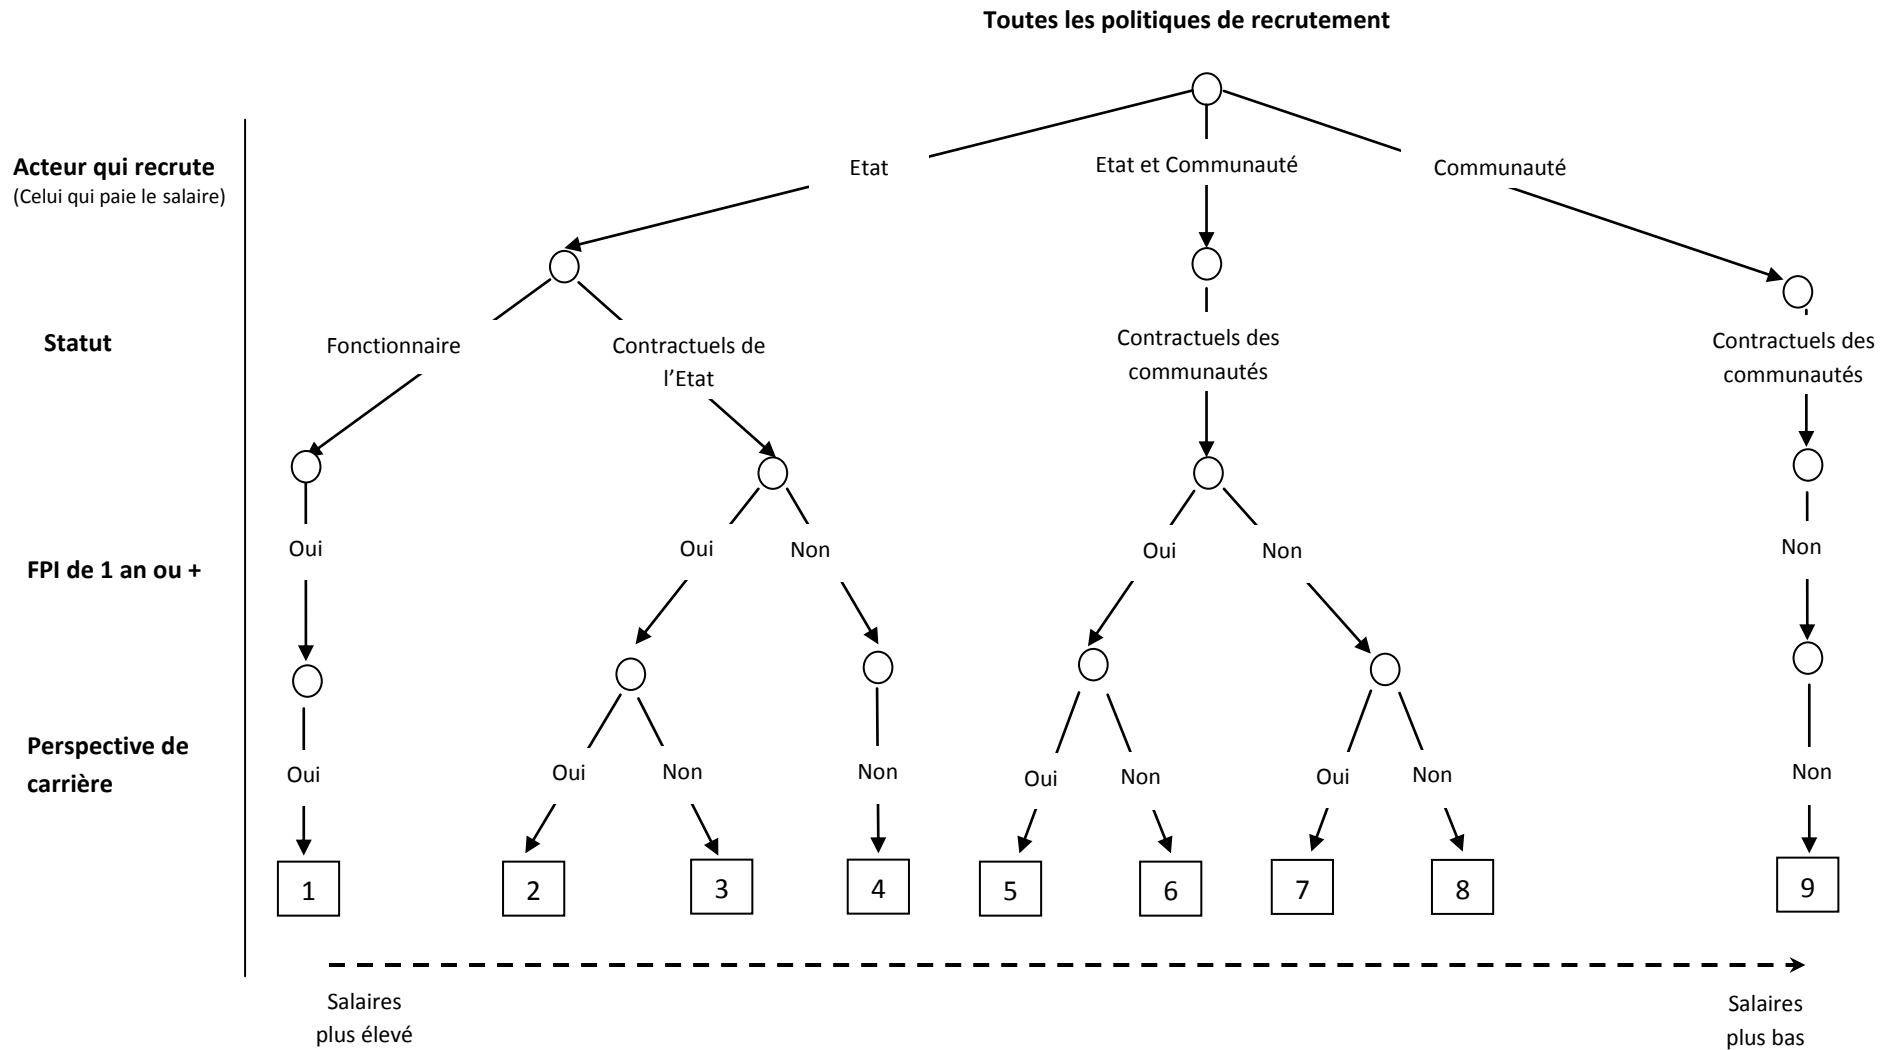 Toutes les politiques de recrutement
Acteur qui recrute
(Celui qui paie le salaire)
Etat
Etat et Communauté
Communauté
Statut
Fonctionnaire
Contractuels de
l'Etat
Contractuels des
communautés
Contractuels des
communautés
FPI de 1 an ou +
Oui
Oui
Non
Oui
Non
Non
Perspective de
carrière
Oui
Oui
Non
Non
Oui
Non
Oui
Non
Non
1
2
3
4
5
6
7
8
9
Salaires
plus élevé
Salaires
plus bas